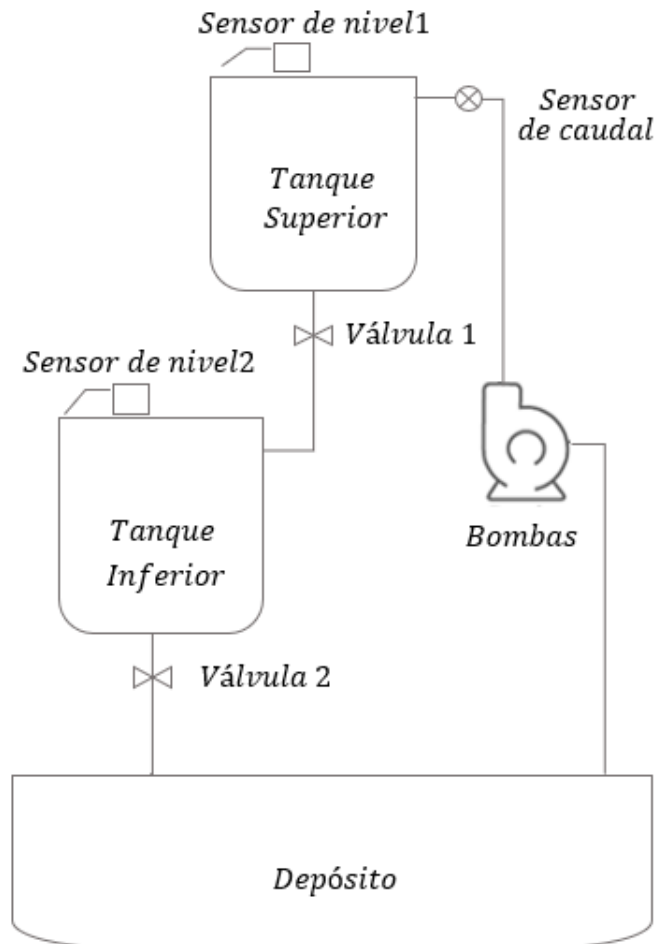 Sensor de nivel1
Sensor
de caudal
Tanque
Superior
Válvula 1
Sensor de nivel2
Tanque
Inferior
Bombas
Válvula 2
Depósito